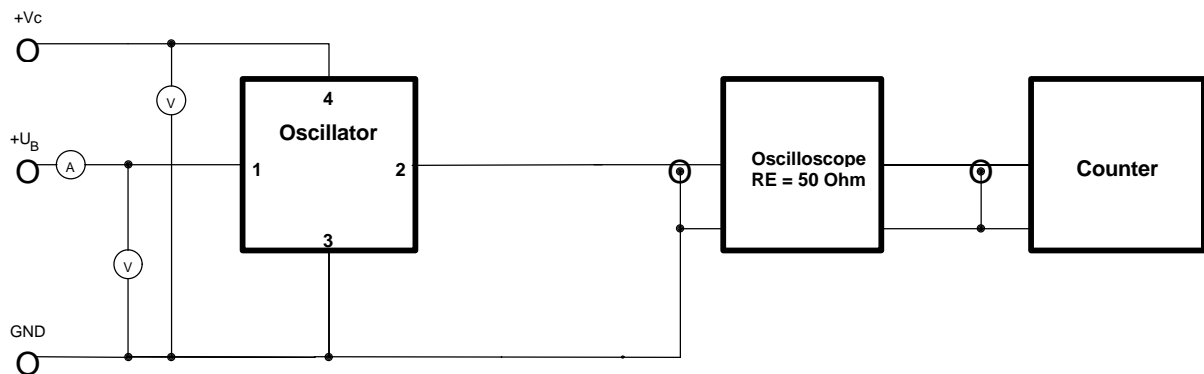 +Vc
O
V
4
Oscillator
+U_B
O
A
1
2
3
V
GND
O
Oscilloscope
RE = 50 Ohm
Counter